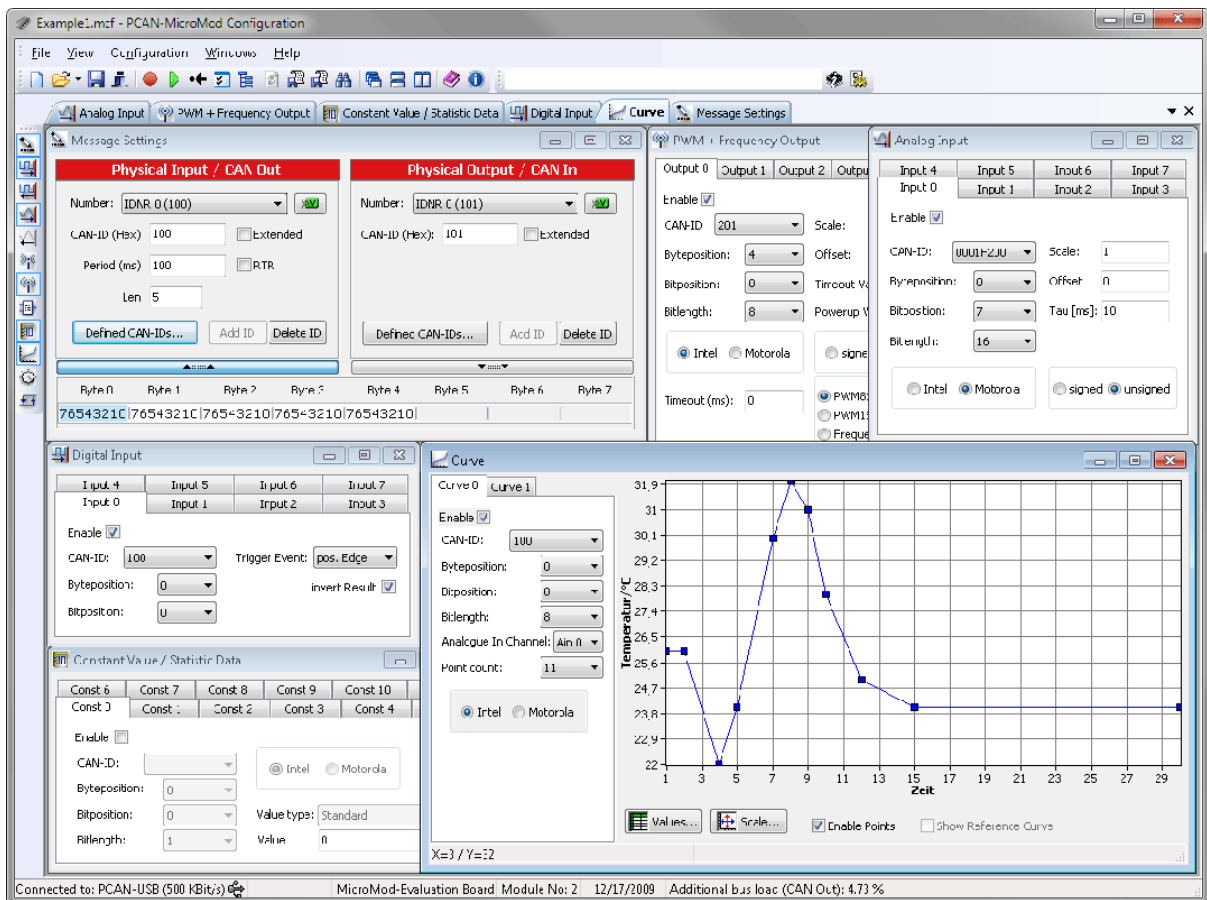 Example1.mcf - PCAN-MicroMod Configuration
File View Configuration Windows Help
Analog Input PWM + Frequency Output Constant Value / Statistic Data Digital Input Curve Message Settings
Message Settings
Physical Input / CAN Out
Number: IDNR 0 (100)
CAN-ID (Hex) 100 Extended
Period (ms) 100 RTR
Len 5
Defined CAN-IDs... Add ID Delete ID
Physical Output / CAN In
Number: IDNR 0 (101)
CAN-ID (Hex): 101 Extended
Defined CAN-IDs... Add ID Delete ID
Byte 0 Byte 1 Byte 2 Byte 3 Byte 4 Byte 5 Byte 6 Byte 7
76543210 76543210 76543210 76543210 76543210
PWM + Frequency Output
Output 0 Output 1 Output 2 Outpu
Enable
CAN-ID 201 Scale:
Byteposition: 4 Offset:
Bitposition: 0 Timeout Va
Bitlength: 8 Powerup V
Intel Motorola signe
Timeout (ms): 0
PWM8
PWM1
Freque
Analog Input
Input 4 Input 5 Input 6 Input 7
Input 0 Input 1 Input 2 Input 3
Enable
CAN-ID: Scale: 1
Byteposition: 0 Offset 0
Bitposition: 7 Tau [ms]: 10
Bitlength: 16
Intel Motorola signed unsigned
Digital Input
Input 4 Input 5 Input 6 Input 7
Input 0 Input 1 Input 2 Input 3
Enable
CAN-ID: 100 Trigger Event: pos. Edge
Byteposition: 0 invert Result
Bitposition: 0
Constant Value / Statistic Data
Const 6 Const 7 Const 8 Const 9 Const 10
Const 0 Const 1 Const 2 Const 3 Const 4
Enable
CAN-ID: Intel Motorola
Byteposition: 0
Bitposition: 0 Value type: Standard
Bitlength: 1 Value 0
Curve
Curve 0 Curve 1
Enable
CAN-ID: 100
Byteposition: 0
Bitposition: 0
Bitlength: 8
Analogue In Channel: Ain 0
Point count: 11
Intel Motorola
Temperatur/°C
31,9
31
30,1
29,2
28,3
27,4
26,5
25,6
24,7
23,8
22,9
22
1 3 5 7 9 11 13 15 17 19 21 23 25 27 29
Zeit
Values... Scale... Enable Points Show Reference Curve
X=3 / Y=32
Connected to: PCAN-USB (500 KBit/s) MicroMod-Evaluation Board Module No: 2 12/17/2009 Additional bus load (CAN Out): 4.73 %